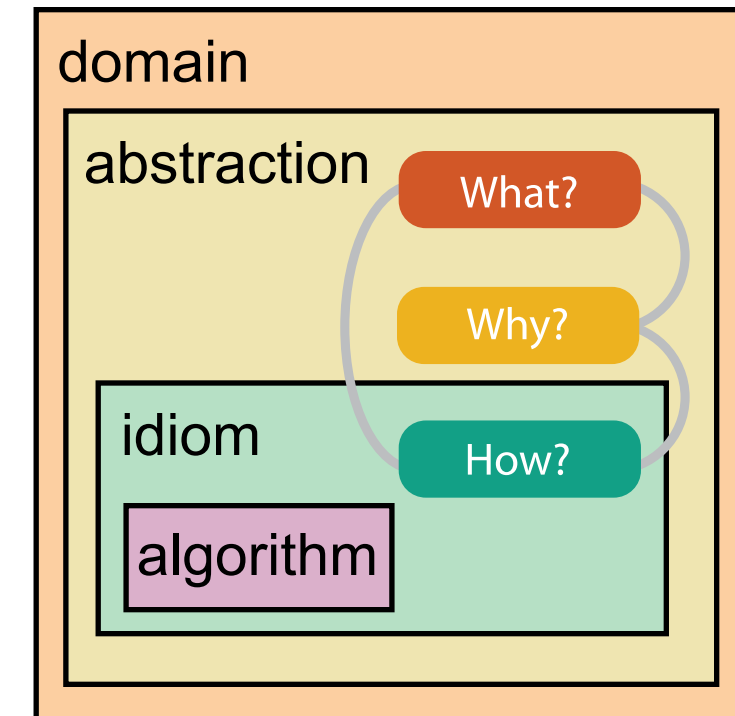 domain
abstraction
What?
Why?
idiom
How?
algorithm